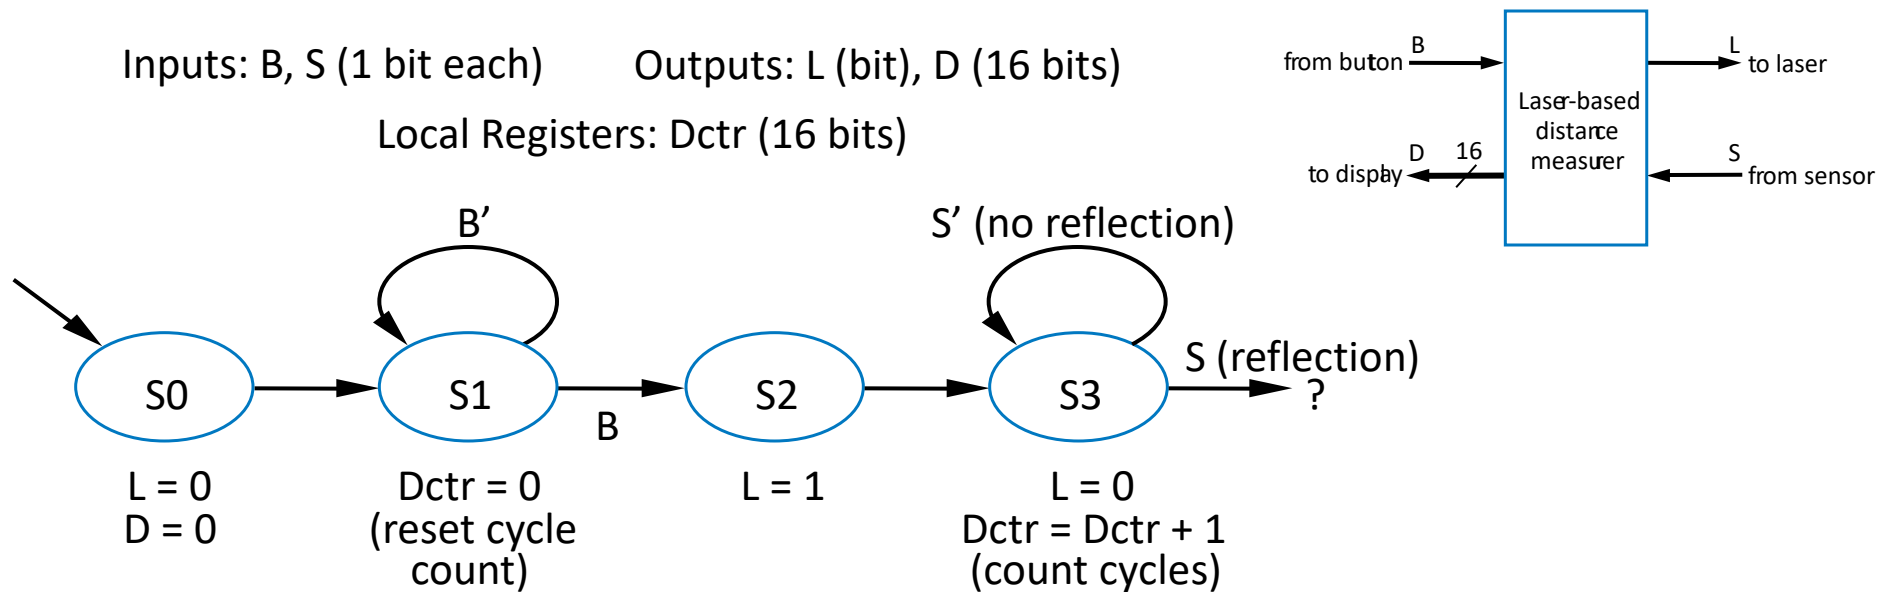 Inputs: B, S (1 bit each) Outputs: L (bit), D (16 bits)
Local Registers: Dctr (16 bits)
from button B
L to laser
Laser-based
distance
measurer
to display D 16
S from sensor
B’
S’ (no reflection)
S0
S1
S2
S3
S (reflection)
?
B
L = 0
D = 0
Dctr = 0
(reset cycle
count)
L = 1
L = 0
Dctr = Dctr + 1
(count cycles)